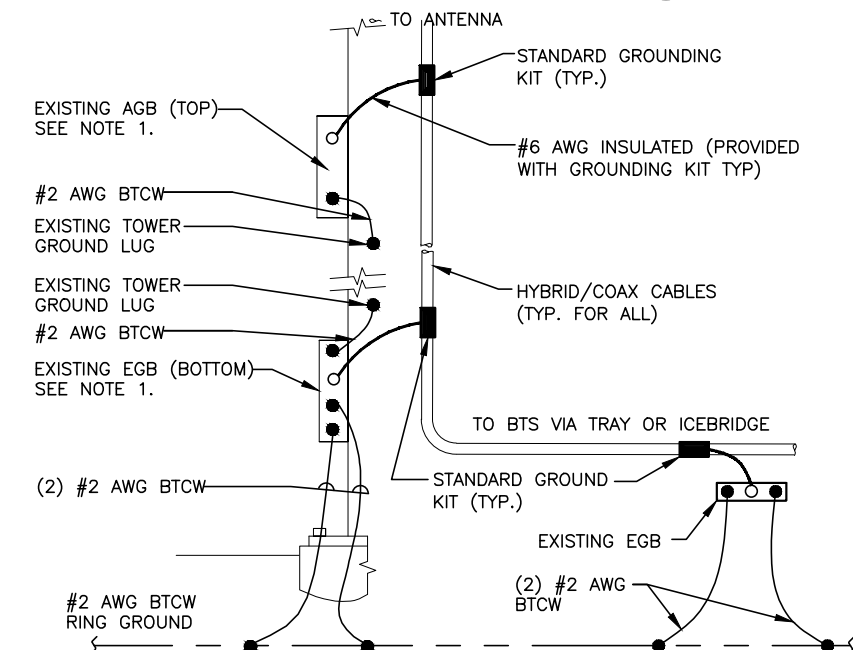 TO ANTENNA
STANDARD GROUNDING
KIT (TYP.)
EXISTING AGB (TOP)
SEE NOTE 1.
#6 AWG INSULATED (PROVIDED
WITH GROUNDING KIT TYP)
#2 AWG BTCW
EXISTING TOWER
GROUND LUG
EXISTING TOWER
GROUND LUG
HYBRID/COAX CABLES
(TYP. FOR ALL)
#2 AWG BTCW
EXISTING EGB (BOTTOM)
SEE NOTE 1.
TO BTS VIA TRAY OR ICEBRIDGE
(2) #2 AWG BTCW
STANDARD GROUND
KIT (TYP.)
EXISTING EGB
(2) #2 AWG
BTCW
#2 AWG BTCW
RING GROUND